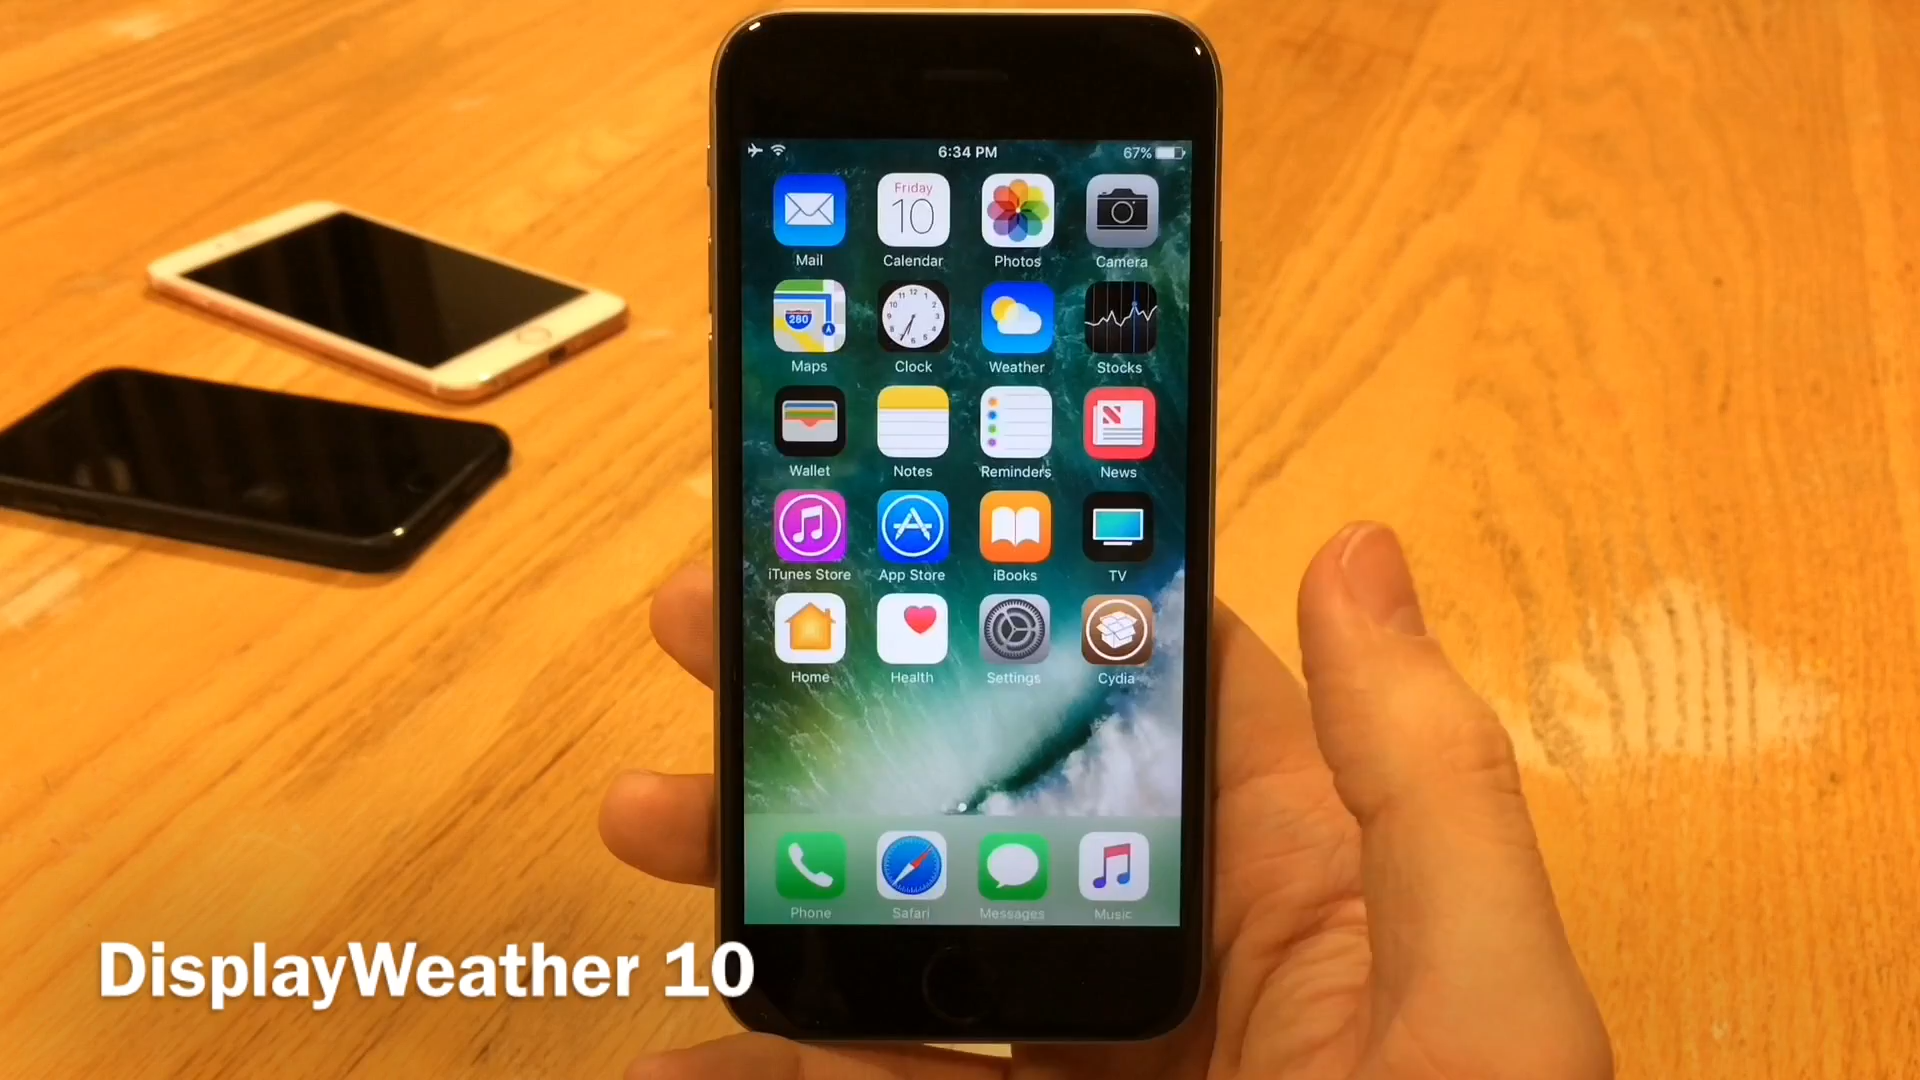 6:34 PM
67%
Friday
10
Mail
Calendar
Photos
Camera
280
Maps
Clock
Weather
Stocks
Wallet
Notes
Reminders
News
iTunes Store
App Store
iBooks
TV
Home
Health
Settings
Cydia
Phone
Safari
Messages
Music
DisplayWeather 10